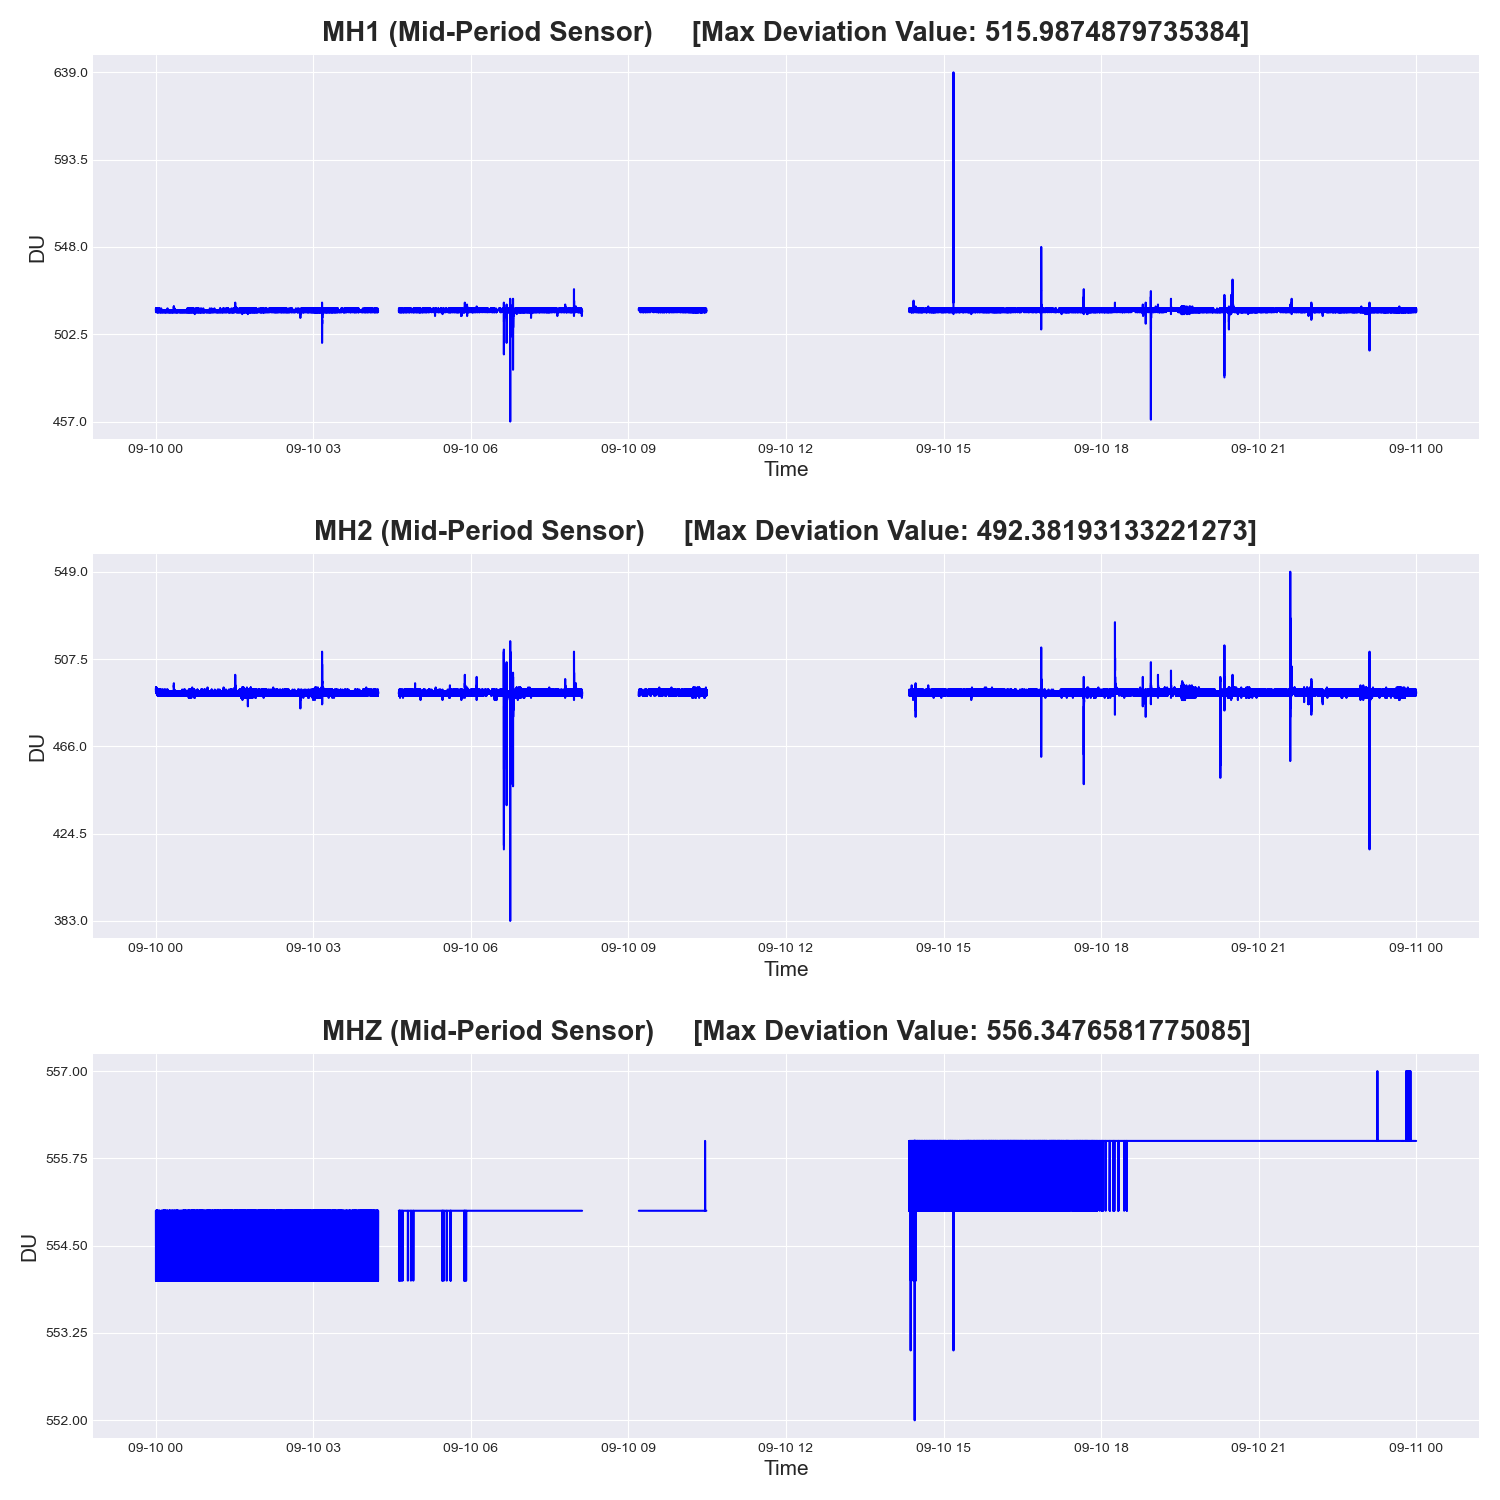 MH1 (Mid-Period Sensor) [Max Deviation Value: 515.9874879735384]
639.0
593.5
548.0
502.5
457.0
DU
09-10 00 09-10 03 09-10 06 09-10 09 09-10 12 09-10 15 09-10 18 09-10 21 09-11 00
Time
MH2 (Mid-Period Sensor) [Max Deviation Value: 492.38193133221273]
549.0
507.5
466.0
424.5
383.0
DU
09-10 00 09-10 03 09-10 06 09-10 09 09-10 12 09-10 15 09-10 18 09-10 21 09-11 00
Time
MHZ (Mid-Period Sensor) [Max Deviation Value: 556.3476581775085]
557.00
555.75
554.50
553.25
552.00
DU
09-10 00 09-10 03 09-10 06 09-10 09 09-10 12 09-10 15 09-10 18 09-10 21 09-11 00
Time